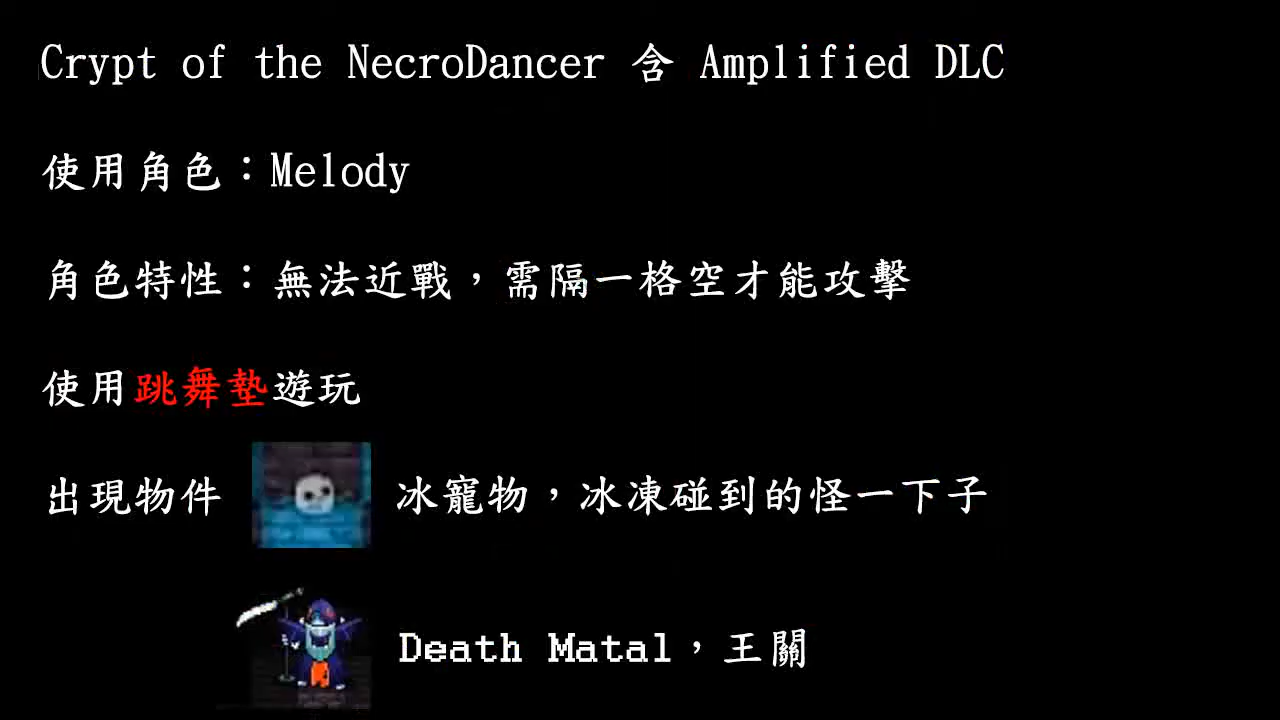 Crypt of the NecroDancer 含 Amplified DLC
使用角色：Melody
角色特性：無法近戰，需隔一格空才能攻擊
使用跳舞墊遊玩
出現物件 冰寵物，冰凍碰到的怪一下子
Death Matal，王關